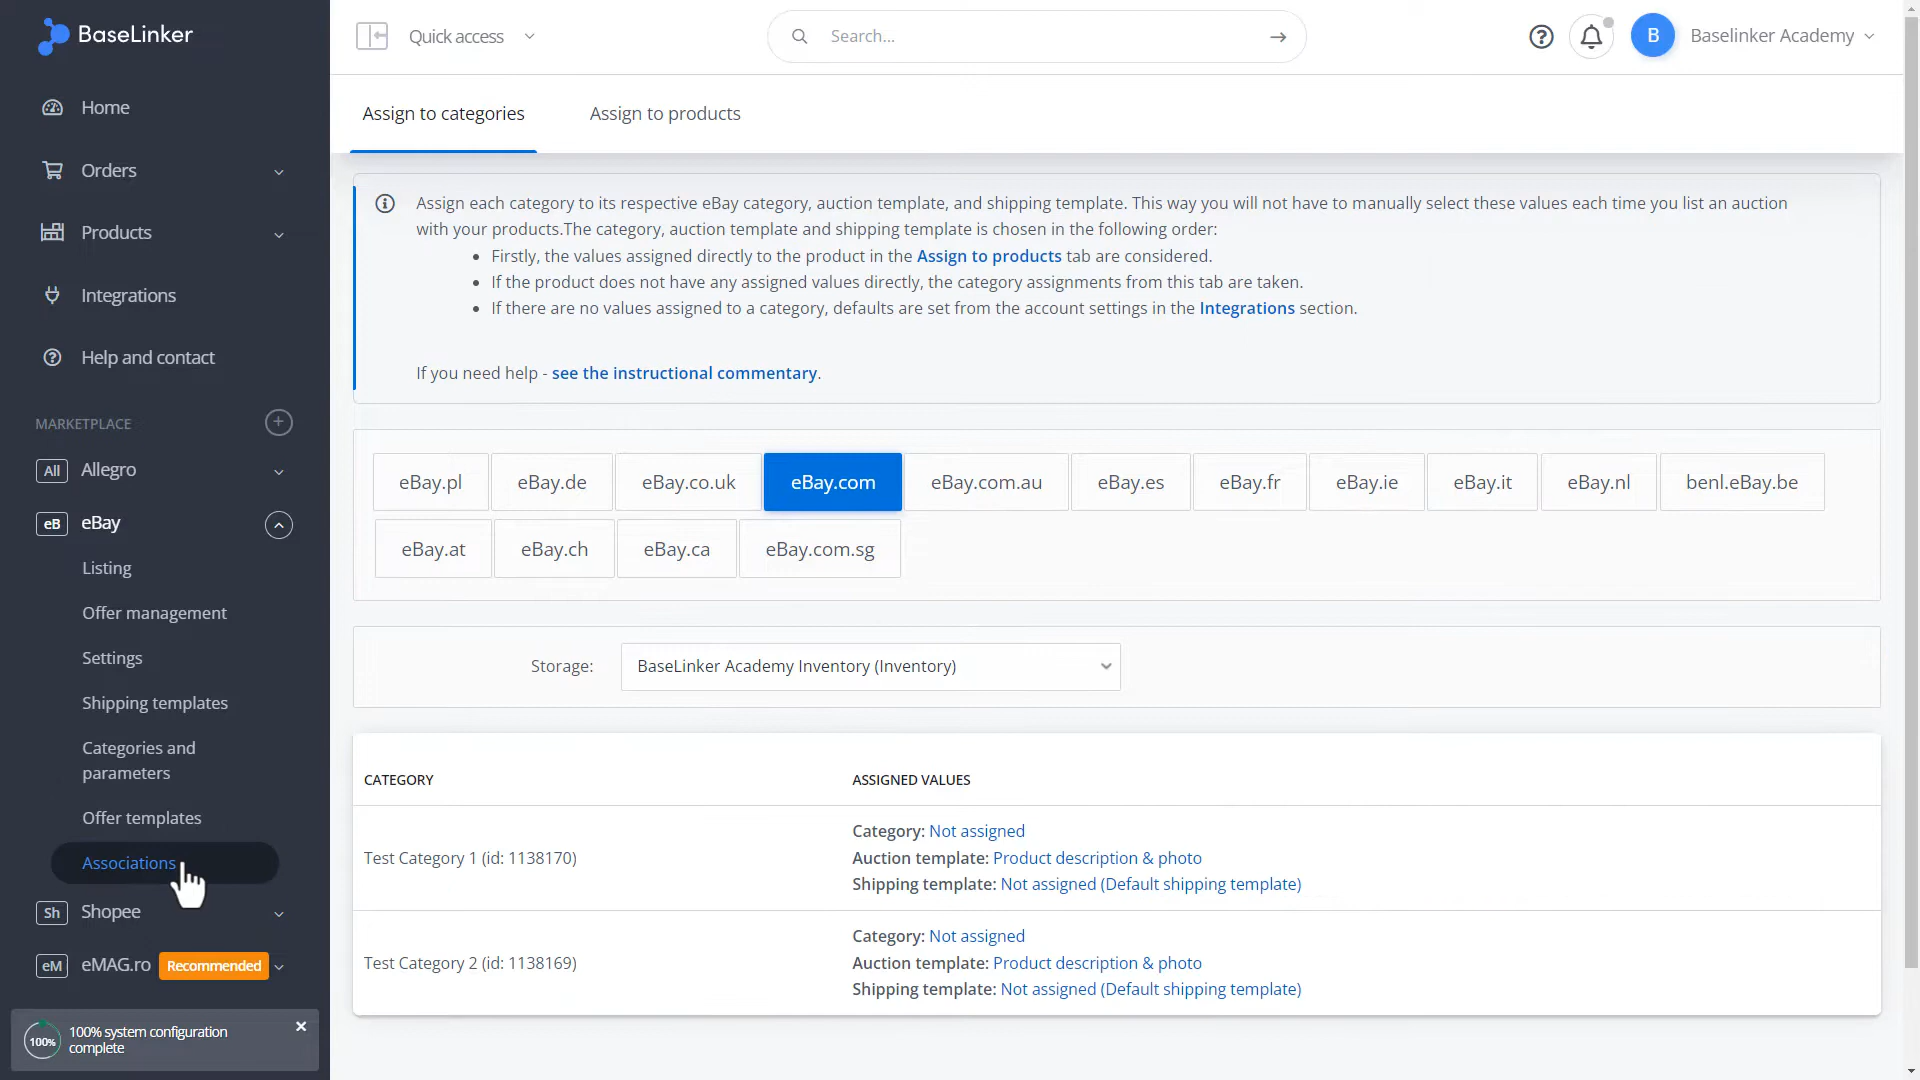 BaseLinker
Quick access
Search...
B
Baselinker Academy
Home
Orders
Products
Integrations
Help and contact
MARKETPLACE
All Allegro
eB eBay
Listing
Offer management
Settings
Shipping templates
Categories and
parameters
Offer templates
Associations
Sh Shopee
eM eMAG.ro Recommended
100%
100% system configuration
complete
Assign to categories
Assign to products
Assign each category to its respective eBay category, auction template, and shipping template. This way you will not have to manually select these values each time you list an auction
with your products.The category, auction template and shipping template is chosen in the following order:
Firstly, the values assigned directly to the product in the Assign to products tab are considered.
If the product does not have any assigned values directly, the category assignments from this tab are taken.
If there are no values assigned to a category, defaults are set from the account settings in the Integrations section.
If you need help - see the instructional commentary.
eBay.pl eBay.de eBay.co.uk eBay.com eBay.com.au eBay.es eBay.fr eBay.ie eBay.it eBay.nl benl.eBay.be
eBay.at eBay.ch eBay.ca eBay.com.sg
Storage: BaseLinker Academy Inventory (Inventory)
CATEGORY ASSIGNED VALUES
Category: Not assigned
Test Category 1 (id: 1138170) Auction template: Product description & photo
Shipping template: Not assigned (Default shipping template)
Category: Not assigned
Test Category 2 (id: 1138169) Auction template: Product description & photo
Shipping template: Not assigned (Default shipping template)